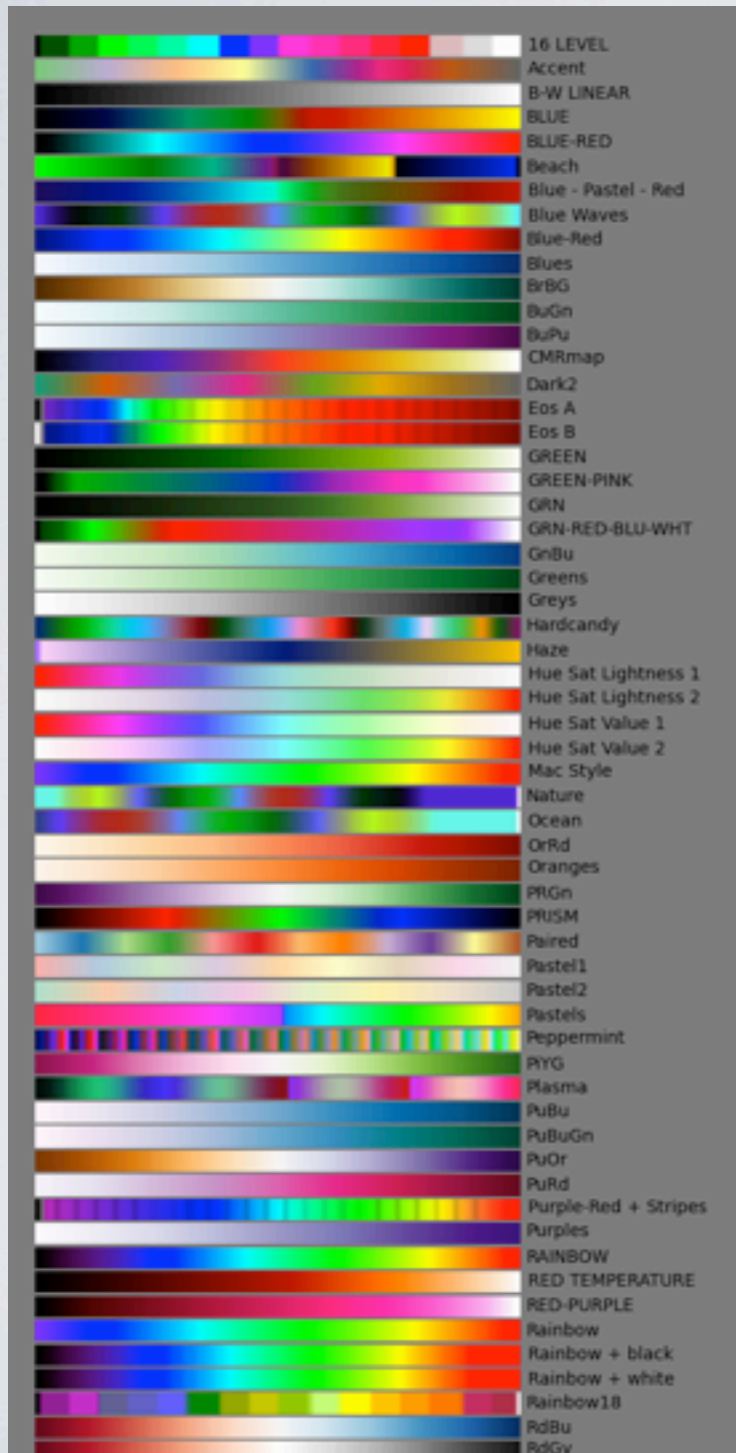 16 LEVEL
Accent
B-W LINEAR
BLUE
BLUE-RED
Beach
Blue - Pastel - Red
Blue Waves
Blue-Red
Blues
BrBG
BuGn
BuPu
CMRmap
Dark2
Eos A
Eos B
GREEN
GREEN-PINK
GRN
GRN-RED-BLU-WHT
GnBu
Greens
Greys
Hardcandy
Haze
Hue Sat Lightness 1
Hue Sat Lightness 2
Hue Sat Value 1
Hue Sat Value 2
Mac Style
Nature
Ocean
OrRd
Oranges
PRGn
PRISM
Paired
Pastel1
Pastel2
Pastels
Peppermint
PiYG
Plasma
PuBu
PuBuGn
PuOr
PuRd
Purple-Red + Stripes
Purples
RAINBOW
RED TEMPERATURE
RED-PURPLE
Rainbow
Rainbow + black
Rainbow + white
Rainbow18
RdBu
RdGy